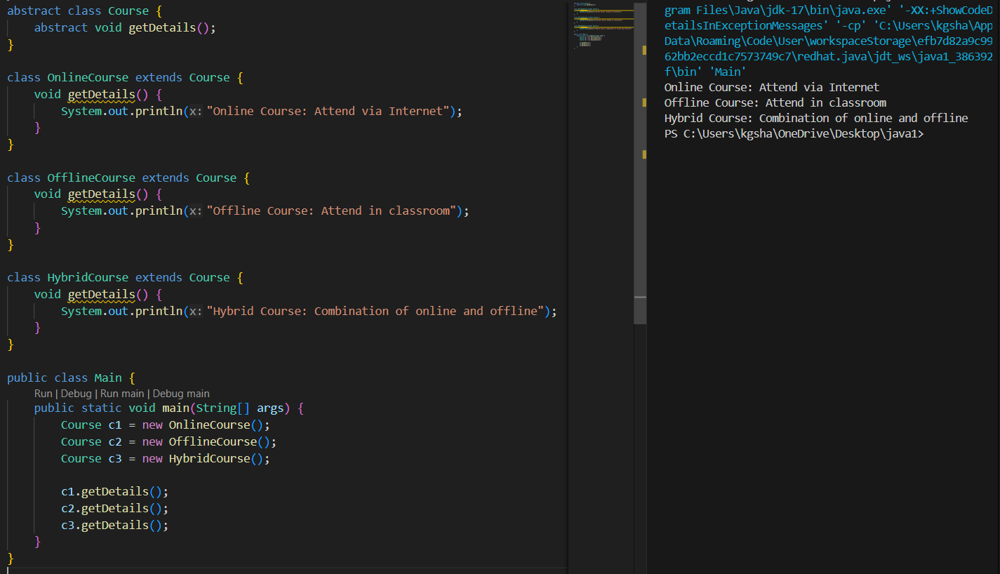 abstract class Course {
    abstract void getDetails();
}

class OnlineCourse extends Course {
    void getDetails() {
        System.out.println(x: "Online Course: Attend via Internet");
    }
}

class OfflineCourse extends Course {
    void getDetails() {
        System.out.println(x: "Offline Course: Attend in classroom");
    }
}

class HybridCourse extends Course {
    void getDetails() {
        System.out.println(x: "Hybrid Course: Combination of online and offline");
    }
}

public class Main {
    Run | Debug | Run main | Debug main
    public static void main(String[] args) {
        Course c1 = new OnlineCourse();
        Course c2 = new OfflineCourse();
        Course c3 = new HybridCourse();

        c1.getDetails();
        c2.getDetails();
        c3.getDetails();
    }
}
gram Files\Java\jdk-17\bin\java.exe' '-XX:+ShowCodeD
etailsInExceptionMessages' '-cp' 'C:\Users\kgsha\App
Data\Roaming\Code\User\workspaceStorage\efb7d82a9c99
62bb2eccd1c7573749c7\redhat.java\jdt_ws\java1_386392
f\bin' 'Main'
Online Course: Attend via Internet
Offline Course: Attend in classroom
Hybrid Course: Combination of online and offline
PS C:\Users\kgsha\OneDrive\Desktop\java1>